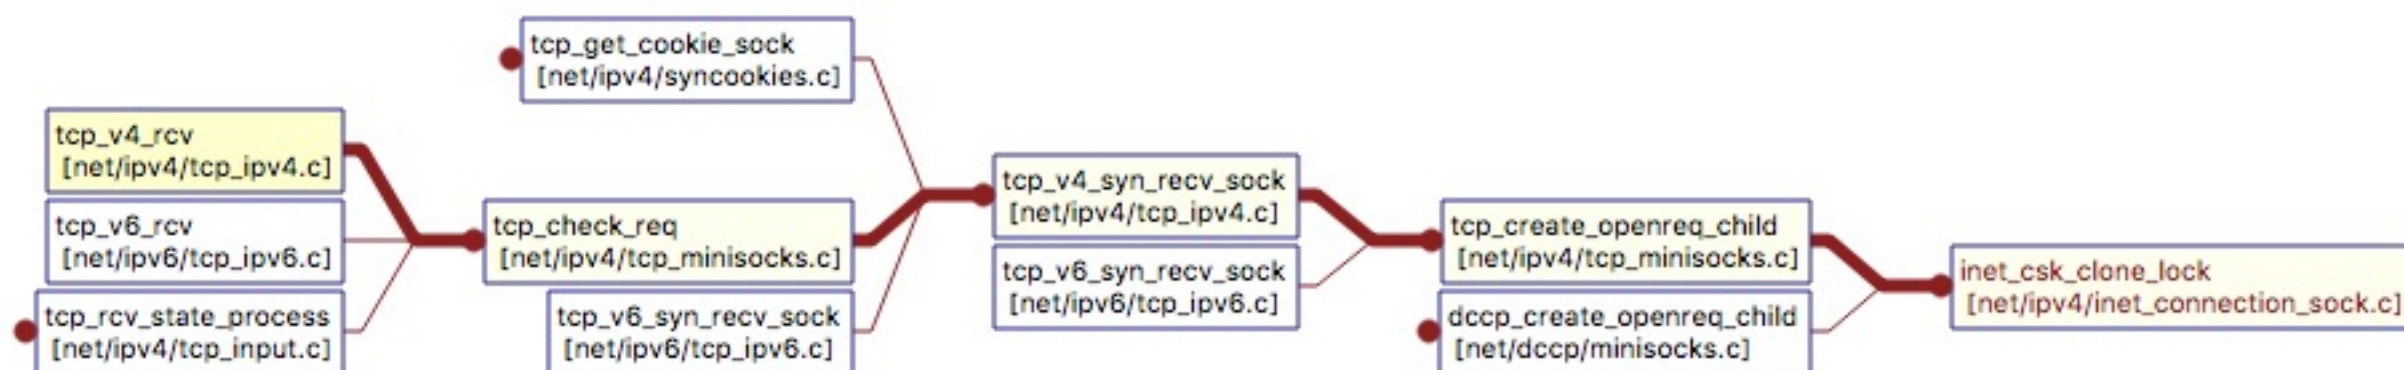 tcp_get_cookie_sock
[net/ipv4/syncookies.c]
tcp_v4_rcv
[net/ipv4/tcp_ipv4.c]
tcp_v6_rcv
[net/ipv6/tcp_ipv6.c]
tcp_rcv_state_process
[net/ipv4/tcp_input.c]
tcp_check_req
[net/ipv4/tcp_minisocks.c]
tcp_v6_syn_recv_sock
[net/ipv6/tcp_ipv6.c]
tcp_v4_syn_recv_sock
[net/ipv4/tcp_ipv4.c]
tcp_v6_syn_recv_sock
[net/ipv6/tcp_ipv6.c]
tcp_create_openreq_child
[net/ipv4/tcp_minisocks.c]
dccp_create_openreq_child
[net/dccp/minisocks.c]
inet_csk_clone_lock
[net/ipv4/inet_connection_sock.c]